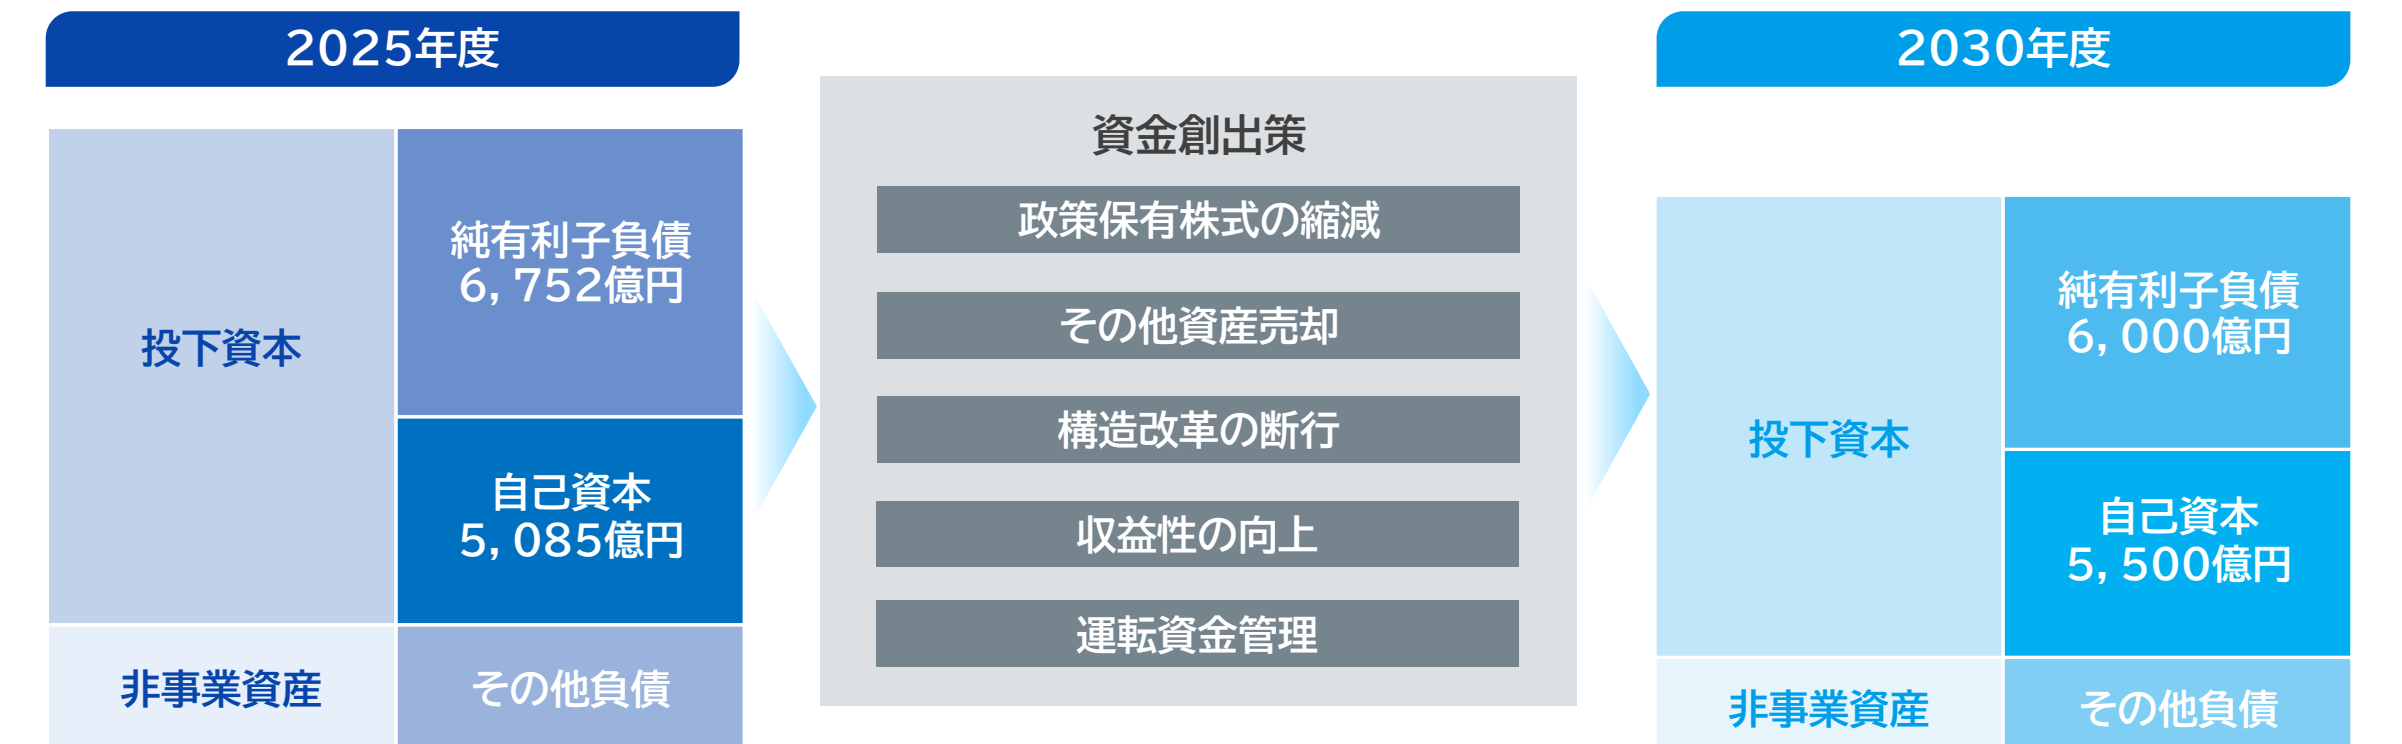 2025年度
投下資本
純有利子負債
6,752億円
自己資本
5,085億円
非事業資産
その他負債
資金創出策
政策保有株式の縮減
その他資産売却
構造改革の断行
収益性の向上
運転資金管理
2030年度
投下資本
純有利子負債
6,000億円
自己資本
5,500億円
非事業資産
その他負債